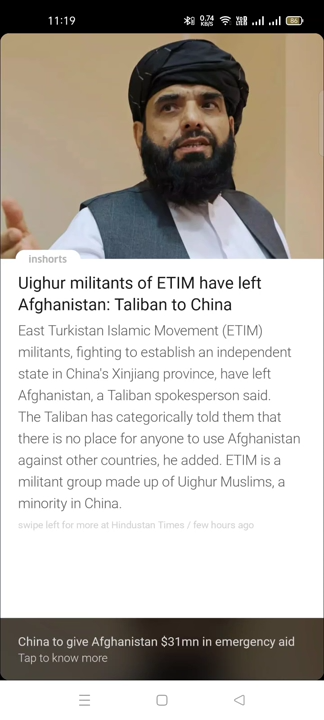 11:19
0.74
KB/S
86
inshorts
Uighur militants of ETIM have left
Afghanistan: Taliban to China
East Turkistan Islamic Movement (ETIM)
militants, fighting to establish an independent
state in China's Xinjiang province, have left
Afghanistan, a Taliban spokesperson said.
The Taliban has categorically told them that
there is no place for anyone to use Afghanistan
against other countries, he added. ETIM is a
militant group made up of Uighur Muslims, a
minority in China.
swipe left for more at Hindustan Times / few hours ago
China to give Afghanistan $31mn in emergency aid
Tap to know more